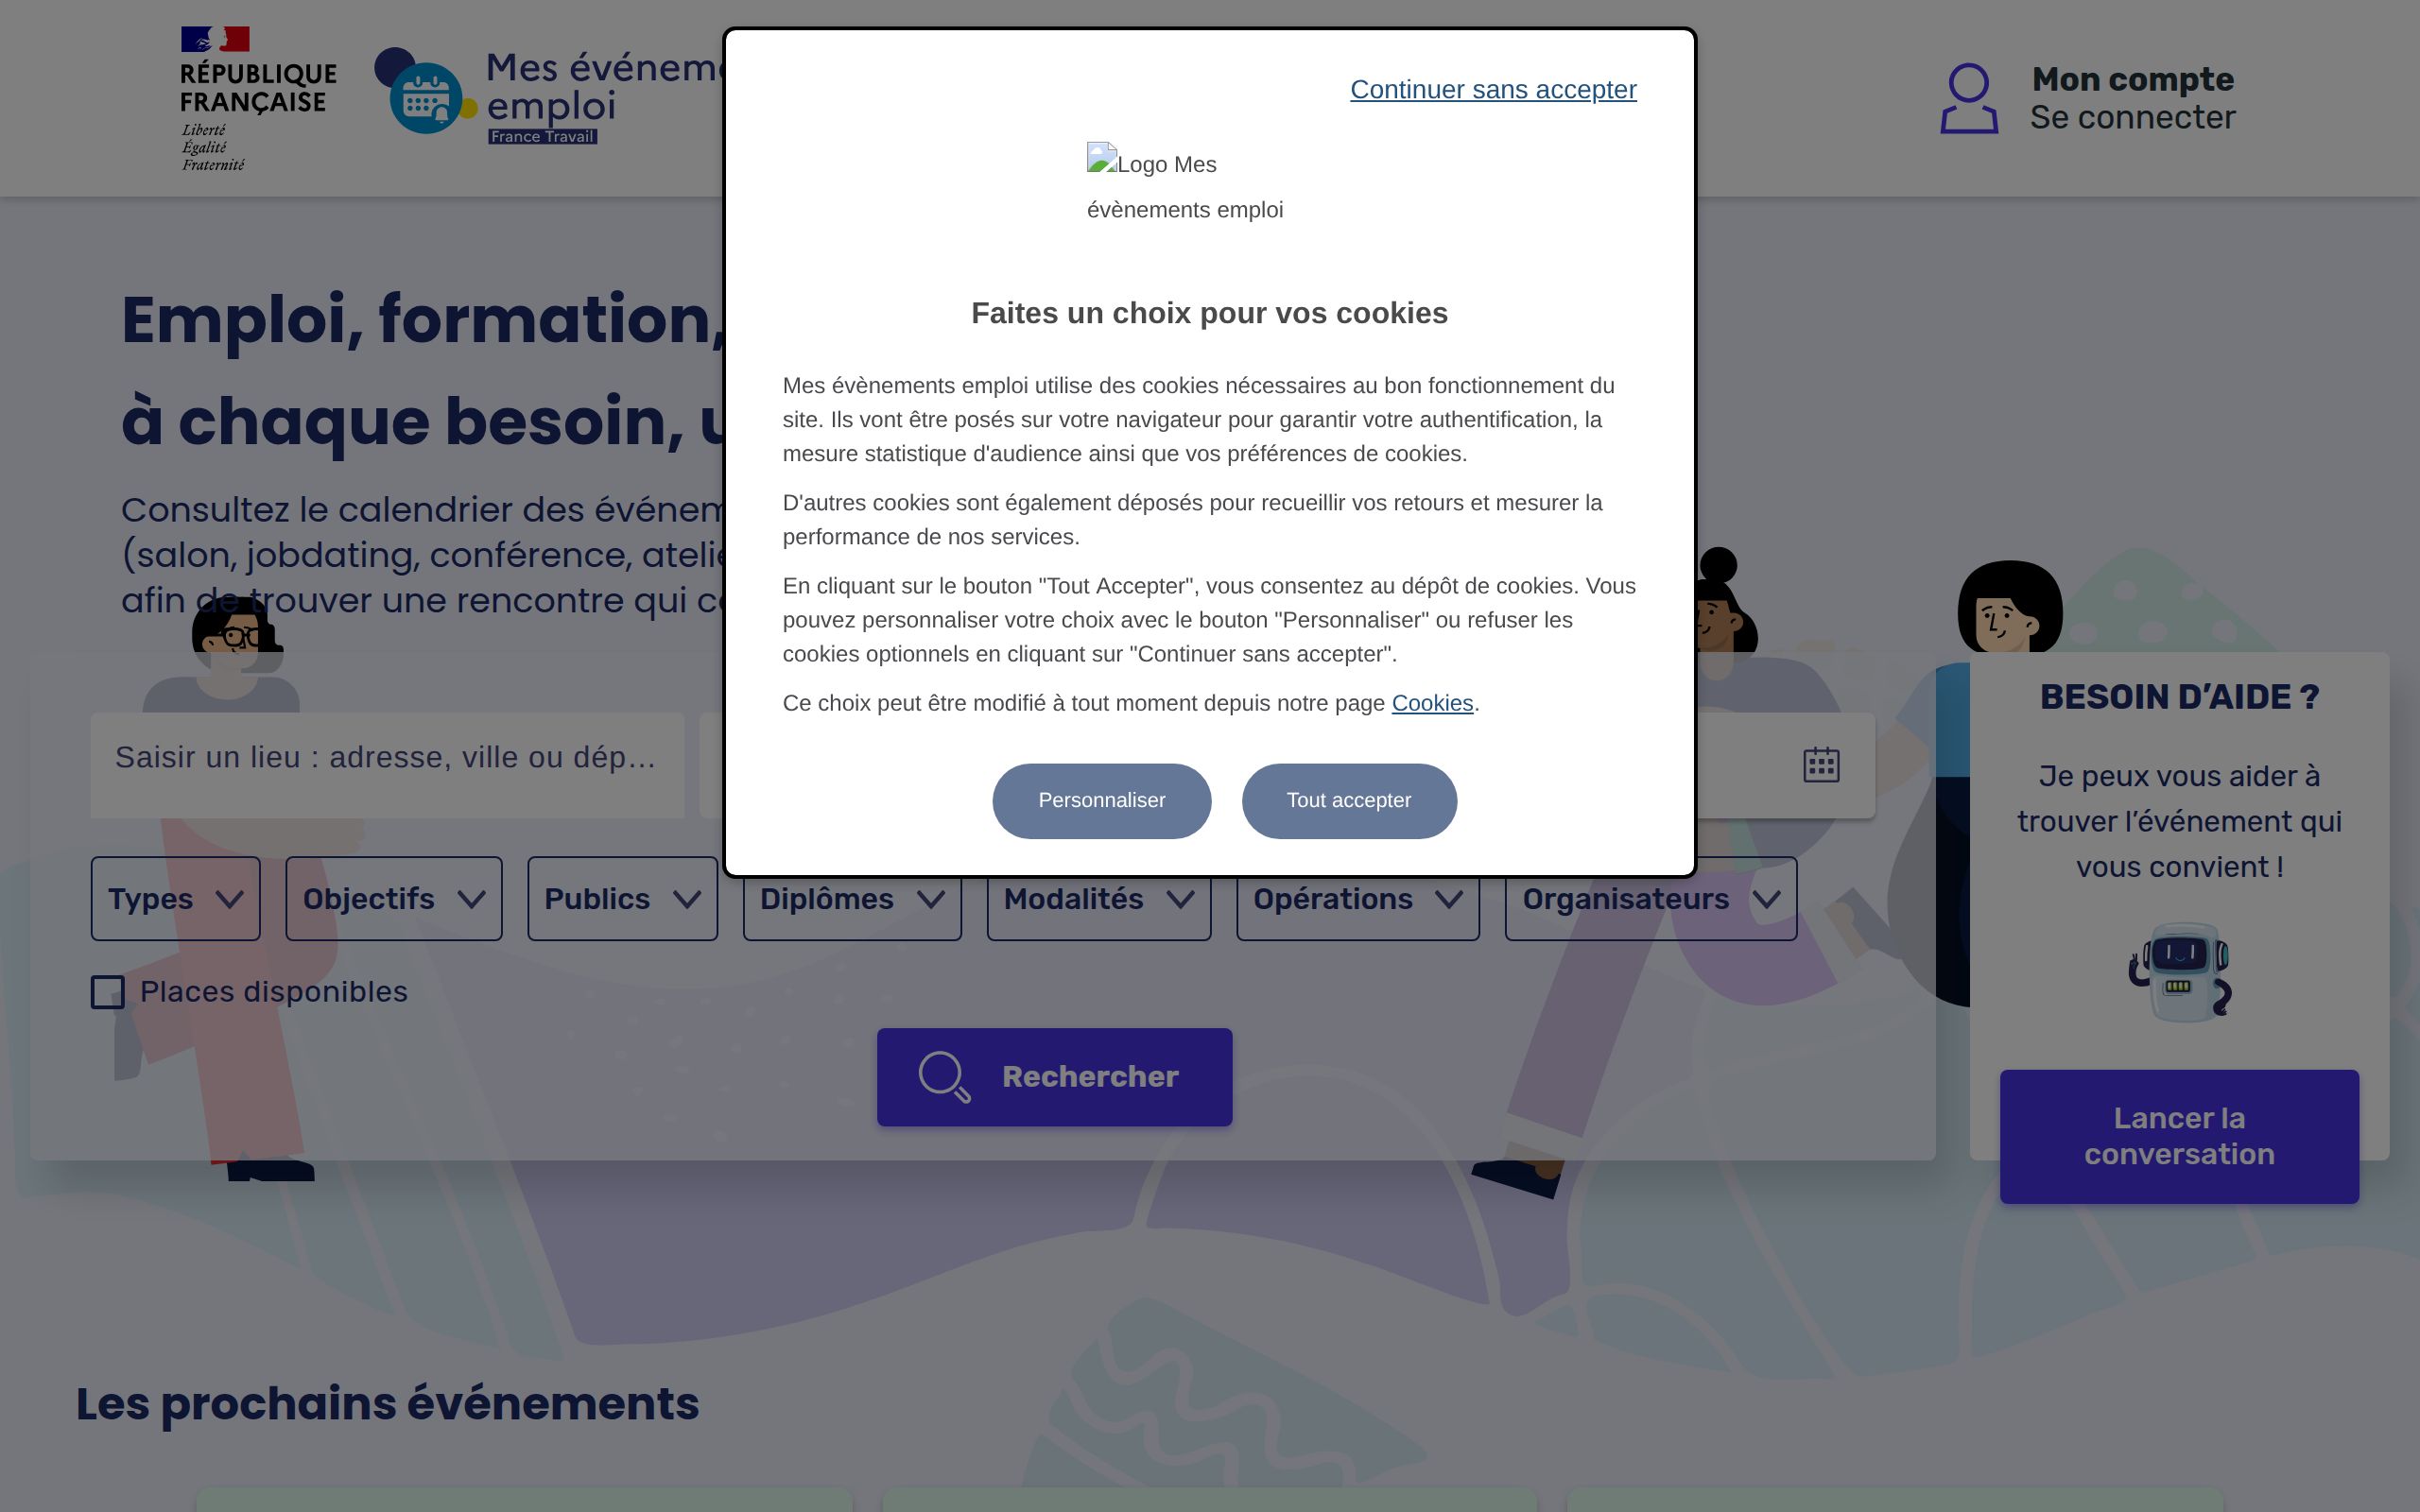 RÉPUBLIQUE
FRANÇAISE
Liberté
Égalité
Fraternité
Mes événem
emploi
France Travail
Mon compte
Se connecter
Continuer sans accepter
Logo Mes
évènements emploi
Faites un choix pour vos cookies
Mes évènements emploi utilise des cookies nécessaires au bon fonctionnement du
site. Ils vont être posés sur votre navigateur pour garantir votre authentification, la
mesure statistique d'audience ainsi que vos préférences de cookies.
D'autres cookies sont également déposés pour recueillir vos retours et mesurer la
performance de nos services.
En cliquant sur le bouton "Tout Accepter", vous consentez au dépôt de cookies. Vous
pouvez personnaliser votre choix avec le bouton "Personnaliser" ou refuser les
cookies optionnels en cliquant sur "Continuer sans accepter".
Ce choix peut être modifié à tout moment depuis notre page Cookies.
Personnaliser
Tout accepter
Emploi, formation,
à chaque besoin,
Consultez le calendrier des événem
(salon, jobdating, conférence, atelie
afin de trouver une rencontre qui c
Saisir un lieu : adresse, ville ou dép...
Types
Objectifs
Publics
Diplômes
Modalités
Opérations
Organisateurs
Places disponibles
Rechercher
BESOIN D'AIDE ?
Je peux vous aider à
trouver l'événement qui
vous convient !
Lancer la
conversation
Les prochains événements